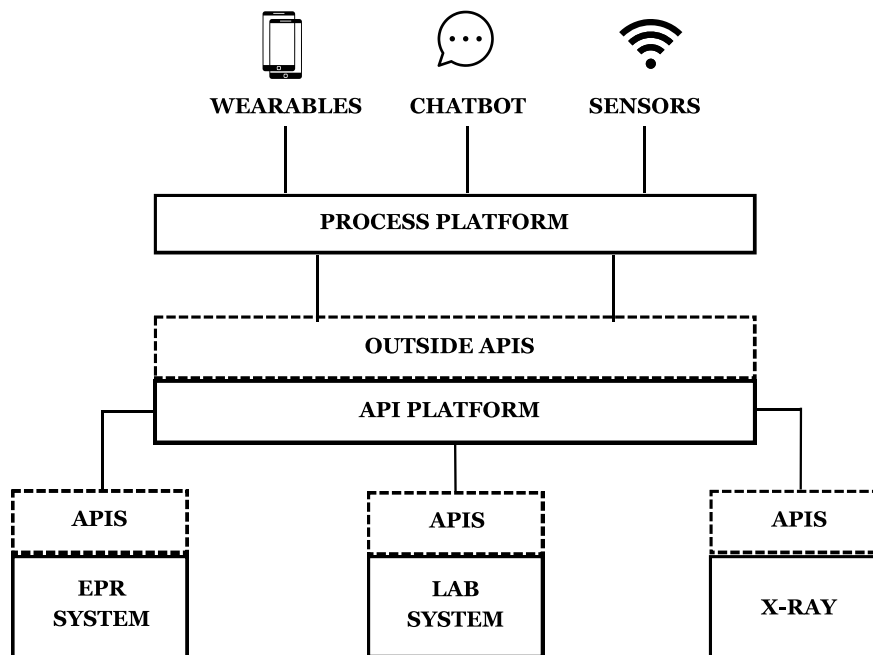 WEARABLES
CHATBOT
SENSORS
PROCESS PLATFORM
OUTSIDE APIS
API PLATFORM
APIS
APIS
APIS
EPR
SYSTEM
LAB
SYSTEM
X-RAY